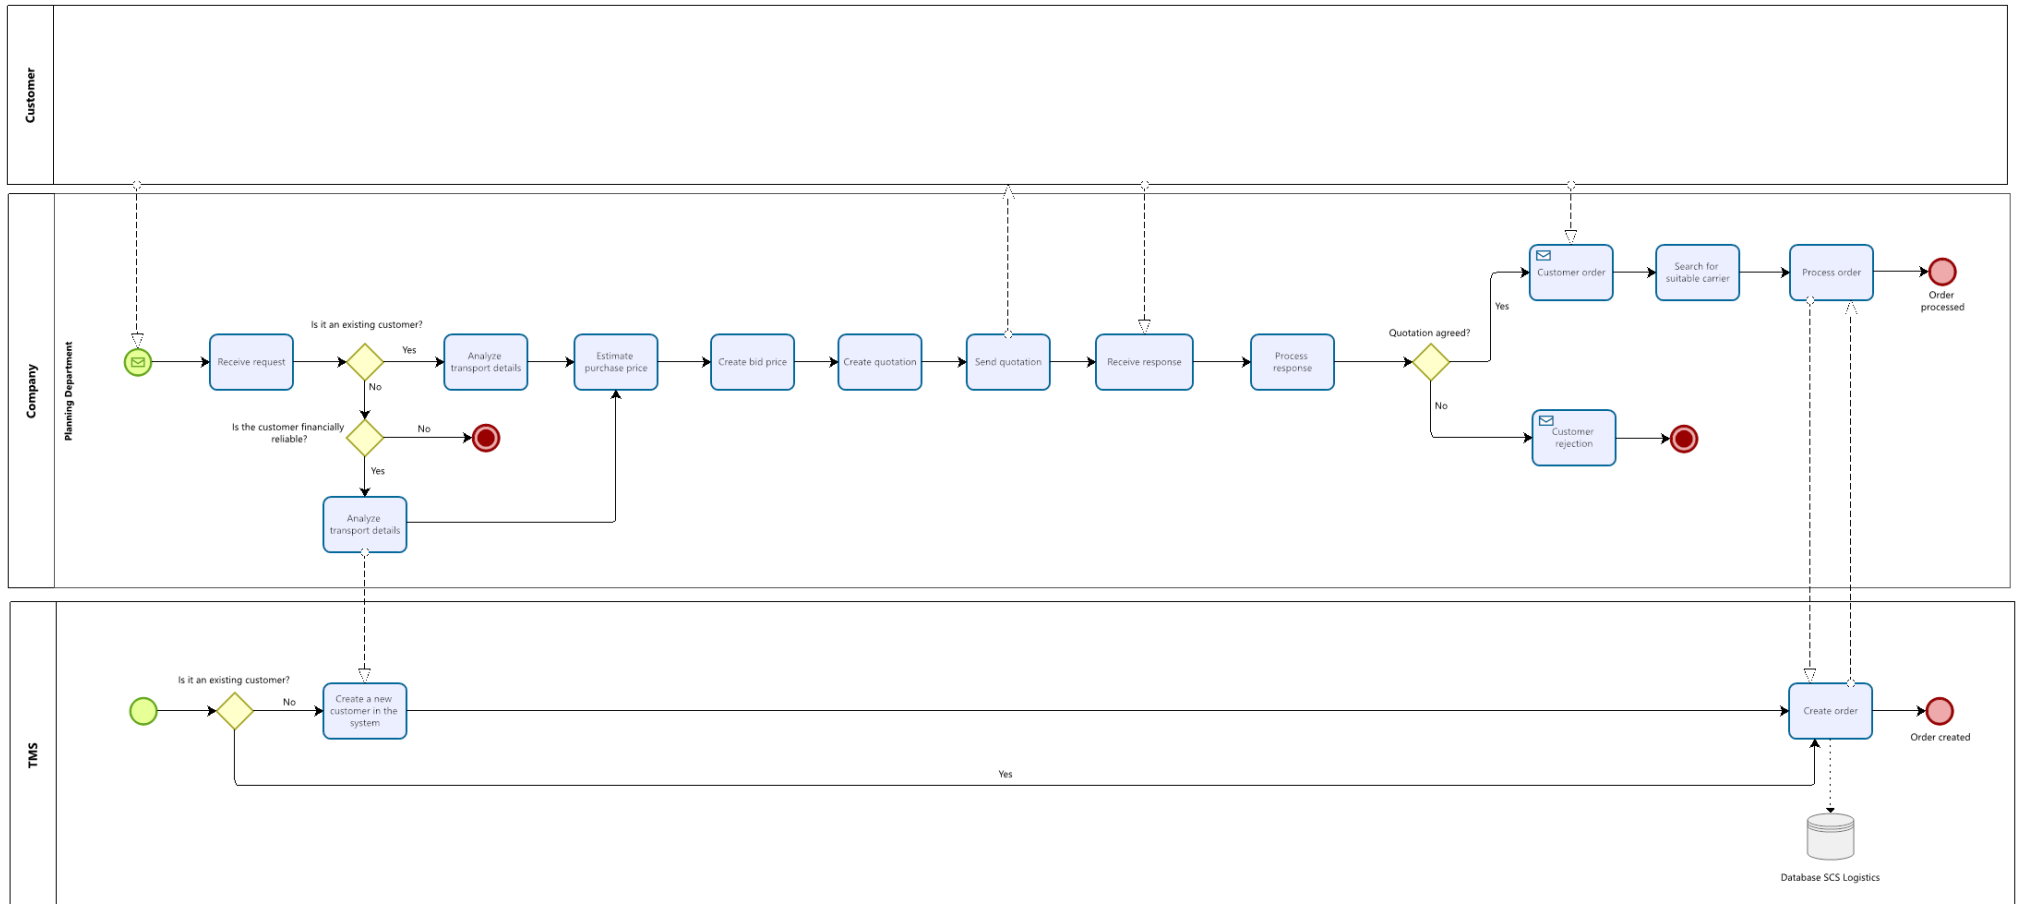 Customer
Company
Planning Department
Receive request
Is it an existing customer?
Yes
No
Is the customer financially
reliable?
No
Yes
Analyze
transport details
Analyze
transport details
Estimate
purchase price
Create bid price
Create quotation
Send quotation
Receive response
Process
response
Quotation agreed?
Yes
No
Customer order
Search for
suitable carrier
Process order
Order
processed
Customer
rejection
TMS
Is it an existing customer?
No
Create a new
customer in the
system
Yes
Create order
Order created
Database SCS Logistics